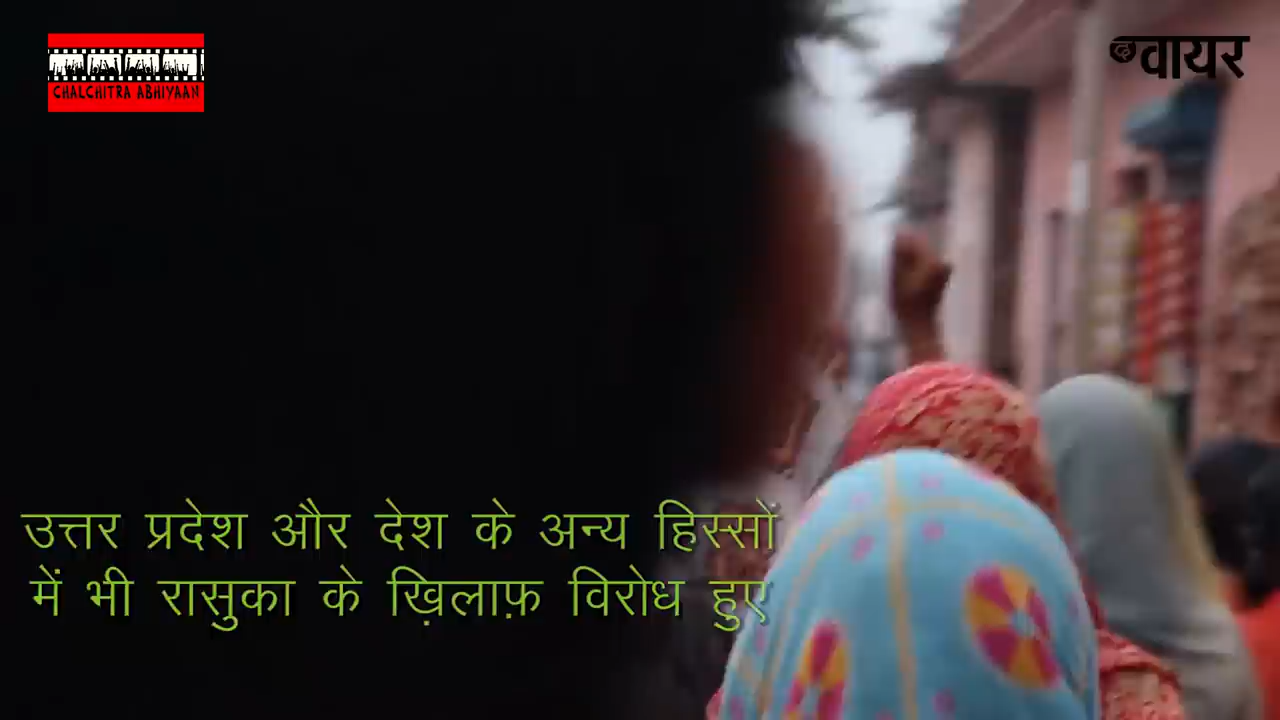 CHALCHITRA ABHIYAAN
द वायर
उत्तर प्रदेश और देश के अन्य हिस्सों
में भी रासुका के ख़िलाफ़ विरोध हुए